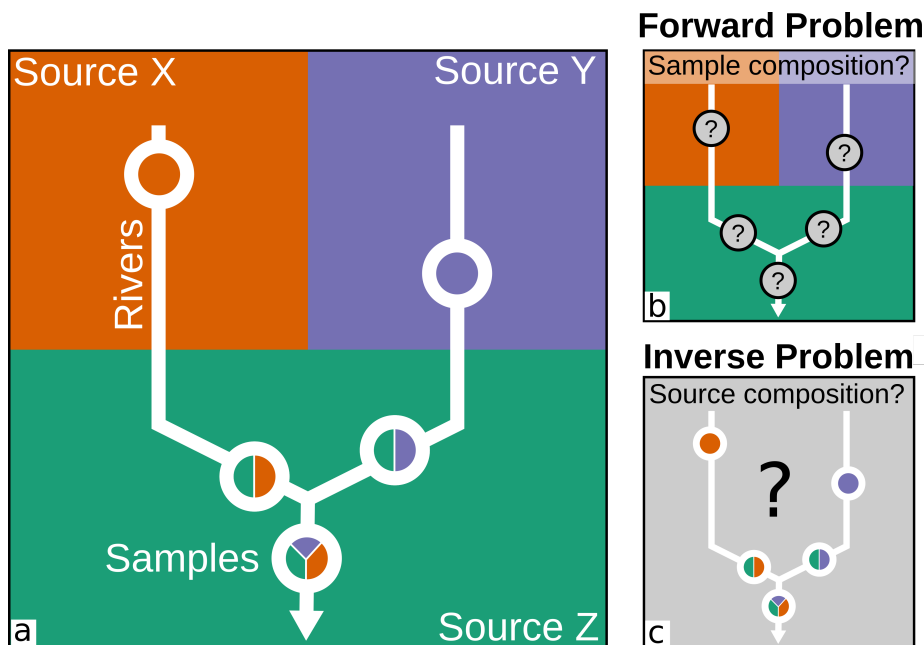 Source X
Source Y
Rivers
Samples
Source Z
a
Forward Problem
Sample composition?
?
?
?
?
?
b
Inverse Problem
Source composition?
?
c